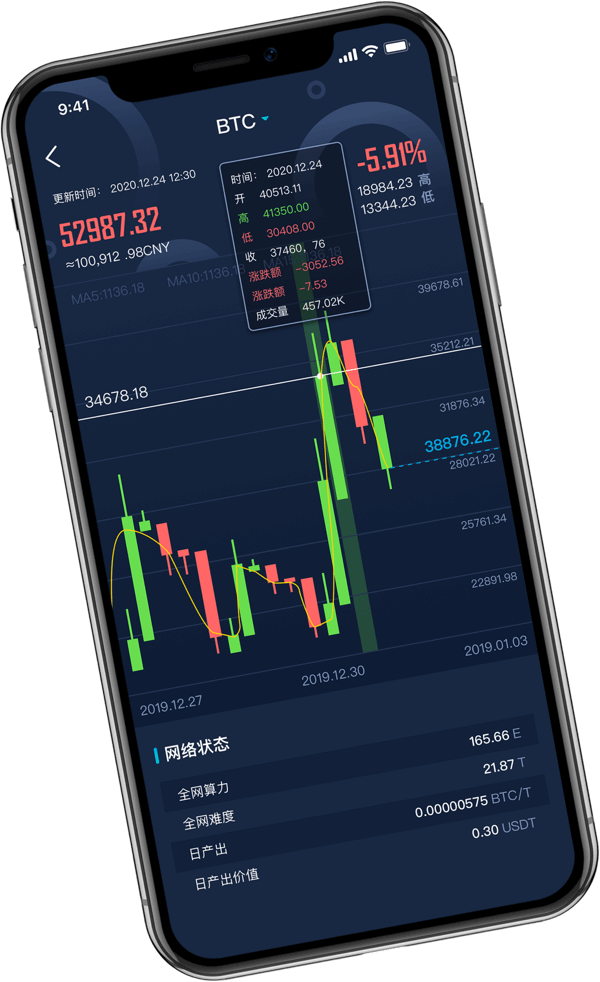 9:41
BTC
更新时间： 2020.12.24 12:30
52987.32
≈100,912 .98CNY
-5.91%
18984.23 高
13344.23 低
时间： 2020.12.24
开 40513.11
高 41350.00
低 30408.00
收 37460，76
涨跌额 -3052.56
涨跌额 -7.53
成交量 457.02K
MA5:1136.18 MA10:1136.18
39678.61
35212.21
34678.18
31876.34
38876.22
28021.22
25761.34
22891.98
2019.12.27 2019.12.30 2019.01.03
网络状态
全网算力 165.66 E
全网难度 21.87 T
日产出 0.00000575 BTC/T
日产出价值 0.30 USDT